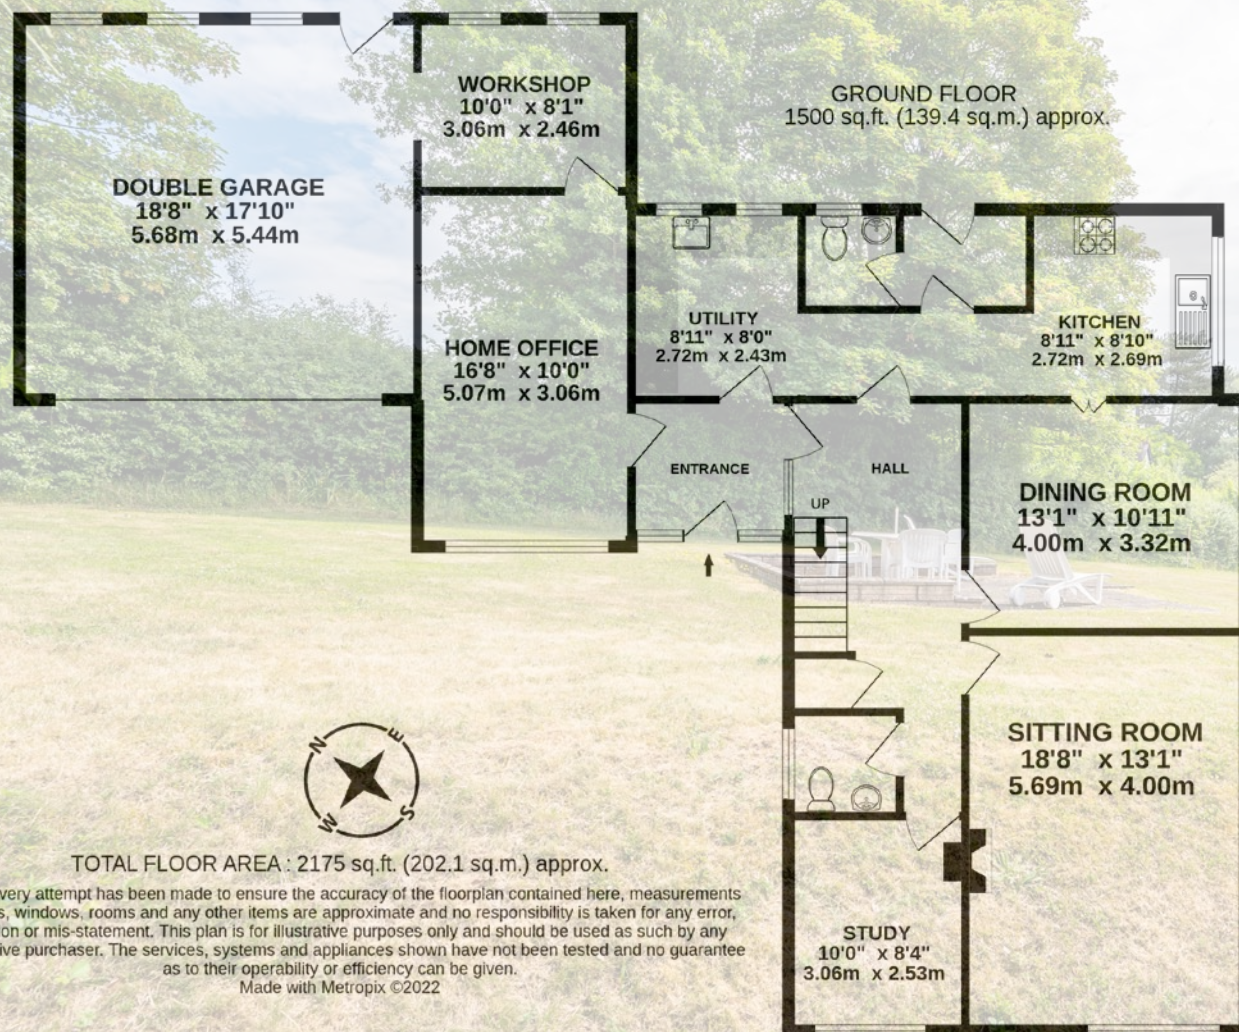 WORKSHOP
10'0" x 8'1"
3.06m x 2.46m
GROUND FLOOR
1500 sq.ft. (139.4 sq.m.) approx.
DOUBLE GARAGE
18'8" x 17'10"
5.68m x 5.44m
HOME OFFICE
16'8" x 10'0"
5.07m x 3.06m
UTILITY
8'11" x 8'0"
2.72m x 2.43m
KITCHEN
8'11" x 8'10"
2.72m x 2.69m
ENTRANCE
HALL
UP
DINING ROOM
13'1" x 10'11"
4.00m x 3.32m
SITTING ROOM
18'8" x 13'1"
5.69m x 4.00m
N
E
W
S
STUDY
10'0" x 8'4"
3.06m x 2.53m
TOTAL FLOOR AREA : 2175 sq.ft. (202.1 sq.m.) approx.
very attempt has been made to ensure the accuracy of the floorplan contained here, measurements
s, windows, rooms and any other items are approximate and no responsibility is taken for any error,
on or mis-statement. This plan is for illustrative purposes only and should be used as such by any
ive purchaser. The services, systems and appliances shown have not been tested and no guarantee
as to their operability or efficiency can be given.
Made with Metropix ©2022